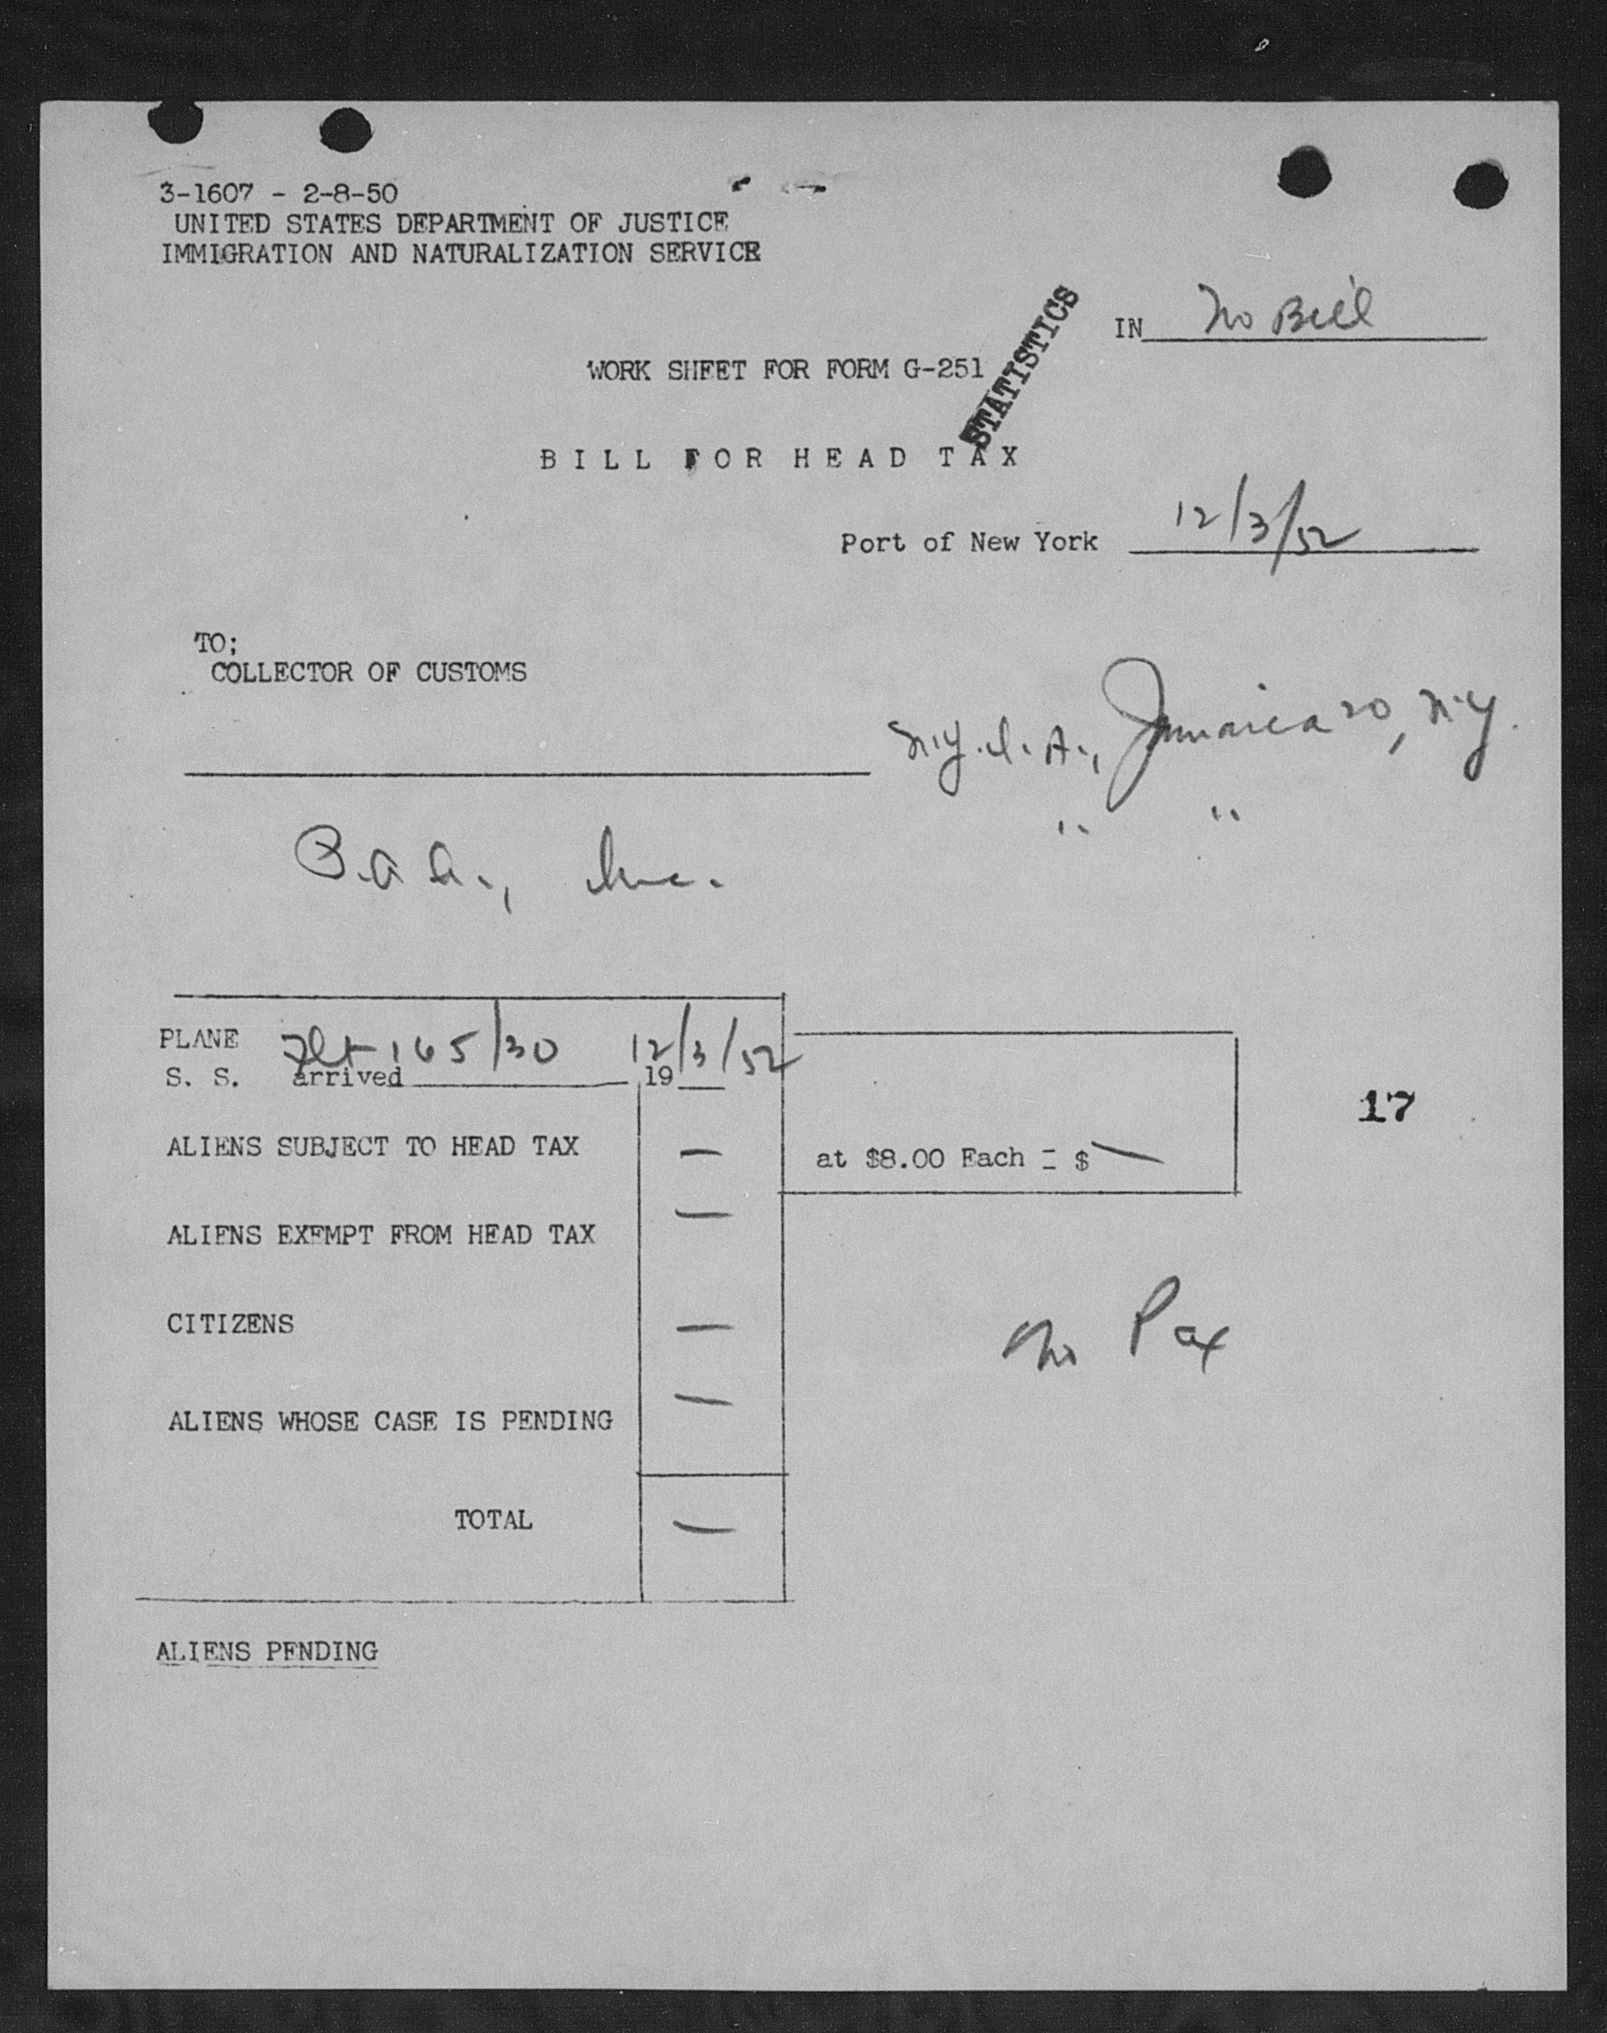 3-1607 - 2-8-50
UNITED STATES DEPARTMENT OF JUSTICE
IMMIGRATION AND NATURALIZATION SERVICE
STATISTICS
IN No Bill
WORK SHEET FOR FORM G-251
BILL FOR HEAD TAX
Port of New York 12/3/52
TO;
COLLECTOR OF CUSTOMS
N.Y.I.A., Jamaica 20, N.Y.
" "
P.A.A., Inc.
PLANE Flt 165/30 12/3/52
S. S. arrived 19
17
ALIENS SUBJECT TO HEAD TAX —
at $8.00 Each = $ —
ALIENS EXEMPT FROM HEAD TAX —
CITIZENS —
No Pax
ALIENS WHOSE CASE IS PENDING —
TOTAL —
ALIENS PENDING